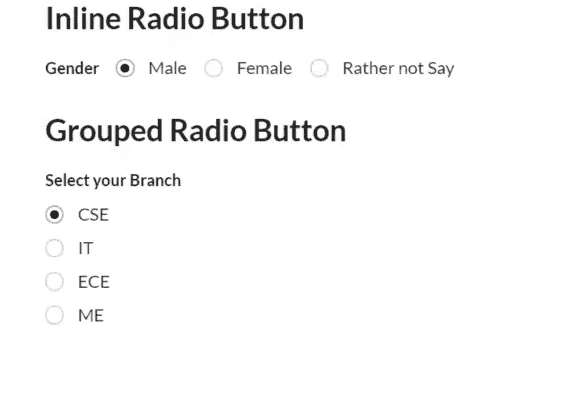 Inline Radio Button
Gender Male Female Rather not Say
Grouped Radio Button
Select your Branch
CSE
IT
ECE
ME